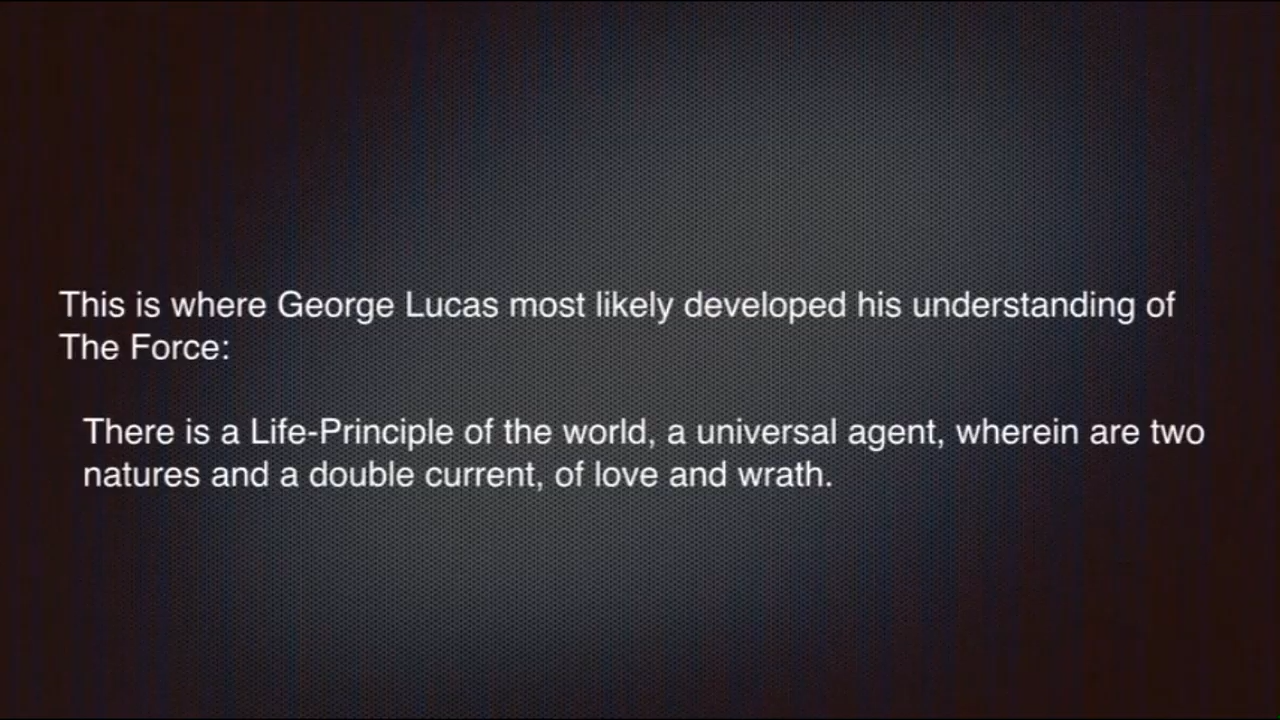 This is where George Lucas most likely developed his understanding of
The Force:
There is a Life-Principle of the world, a universal agent, wherein are two
natures and a double current, of love and wrath.